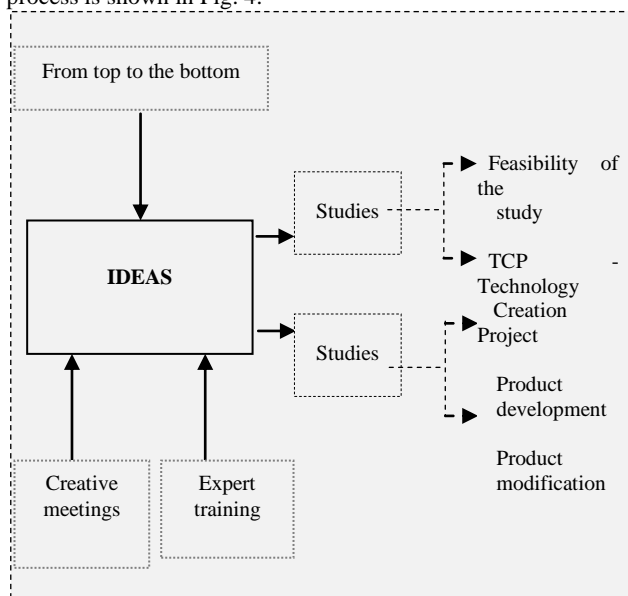 process is shown in Fig. 4.
From top to the bottom
IDEAS
Studies
Feasibility of
the
study
TCP -
Technology
Creation
Project
Studies
Product
development
Product
modification
Creative
meetings
Expert
training